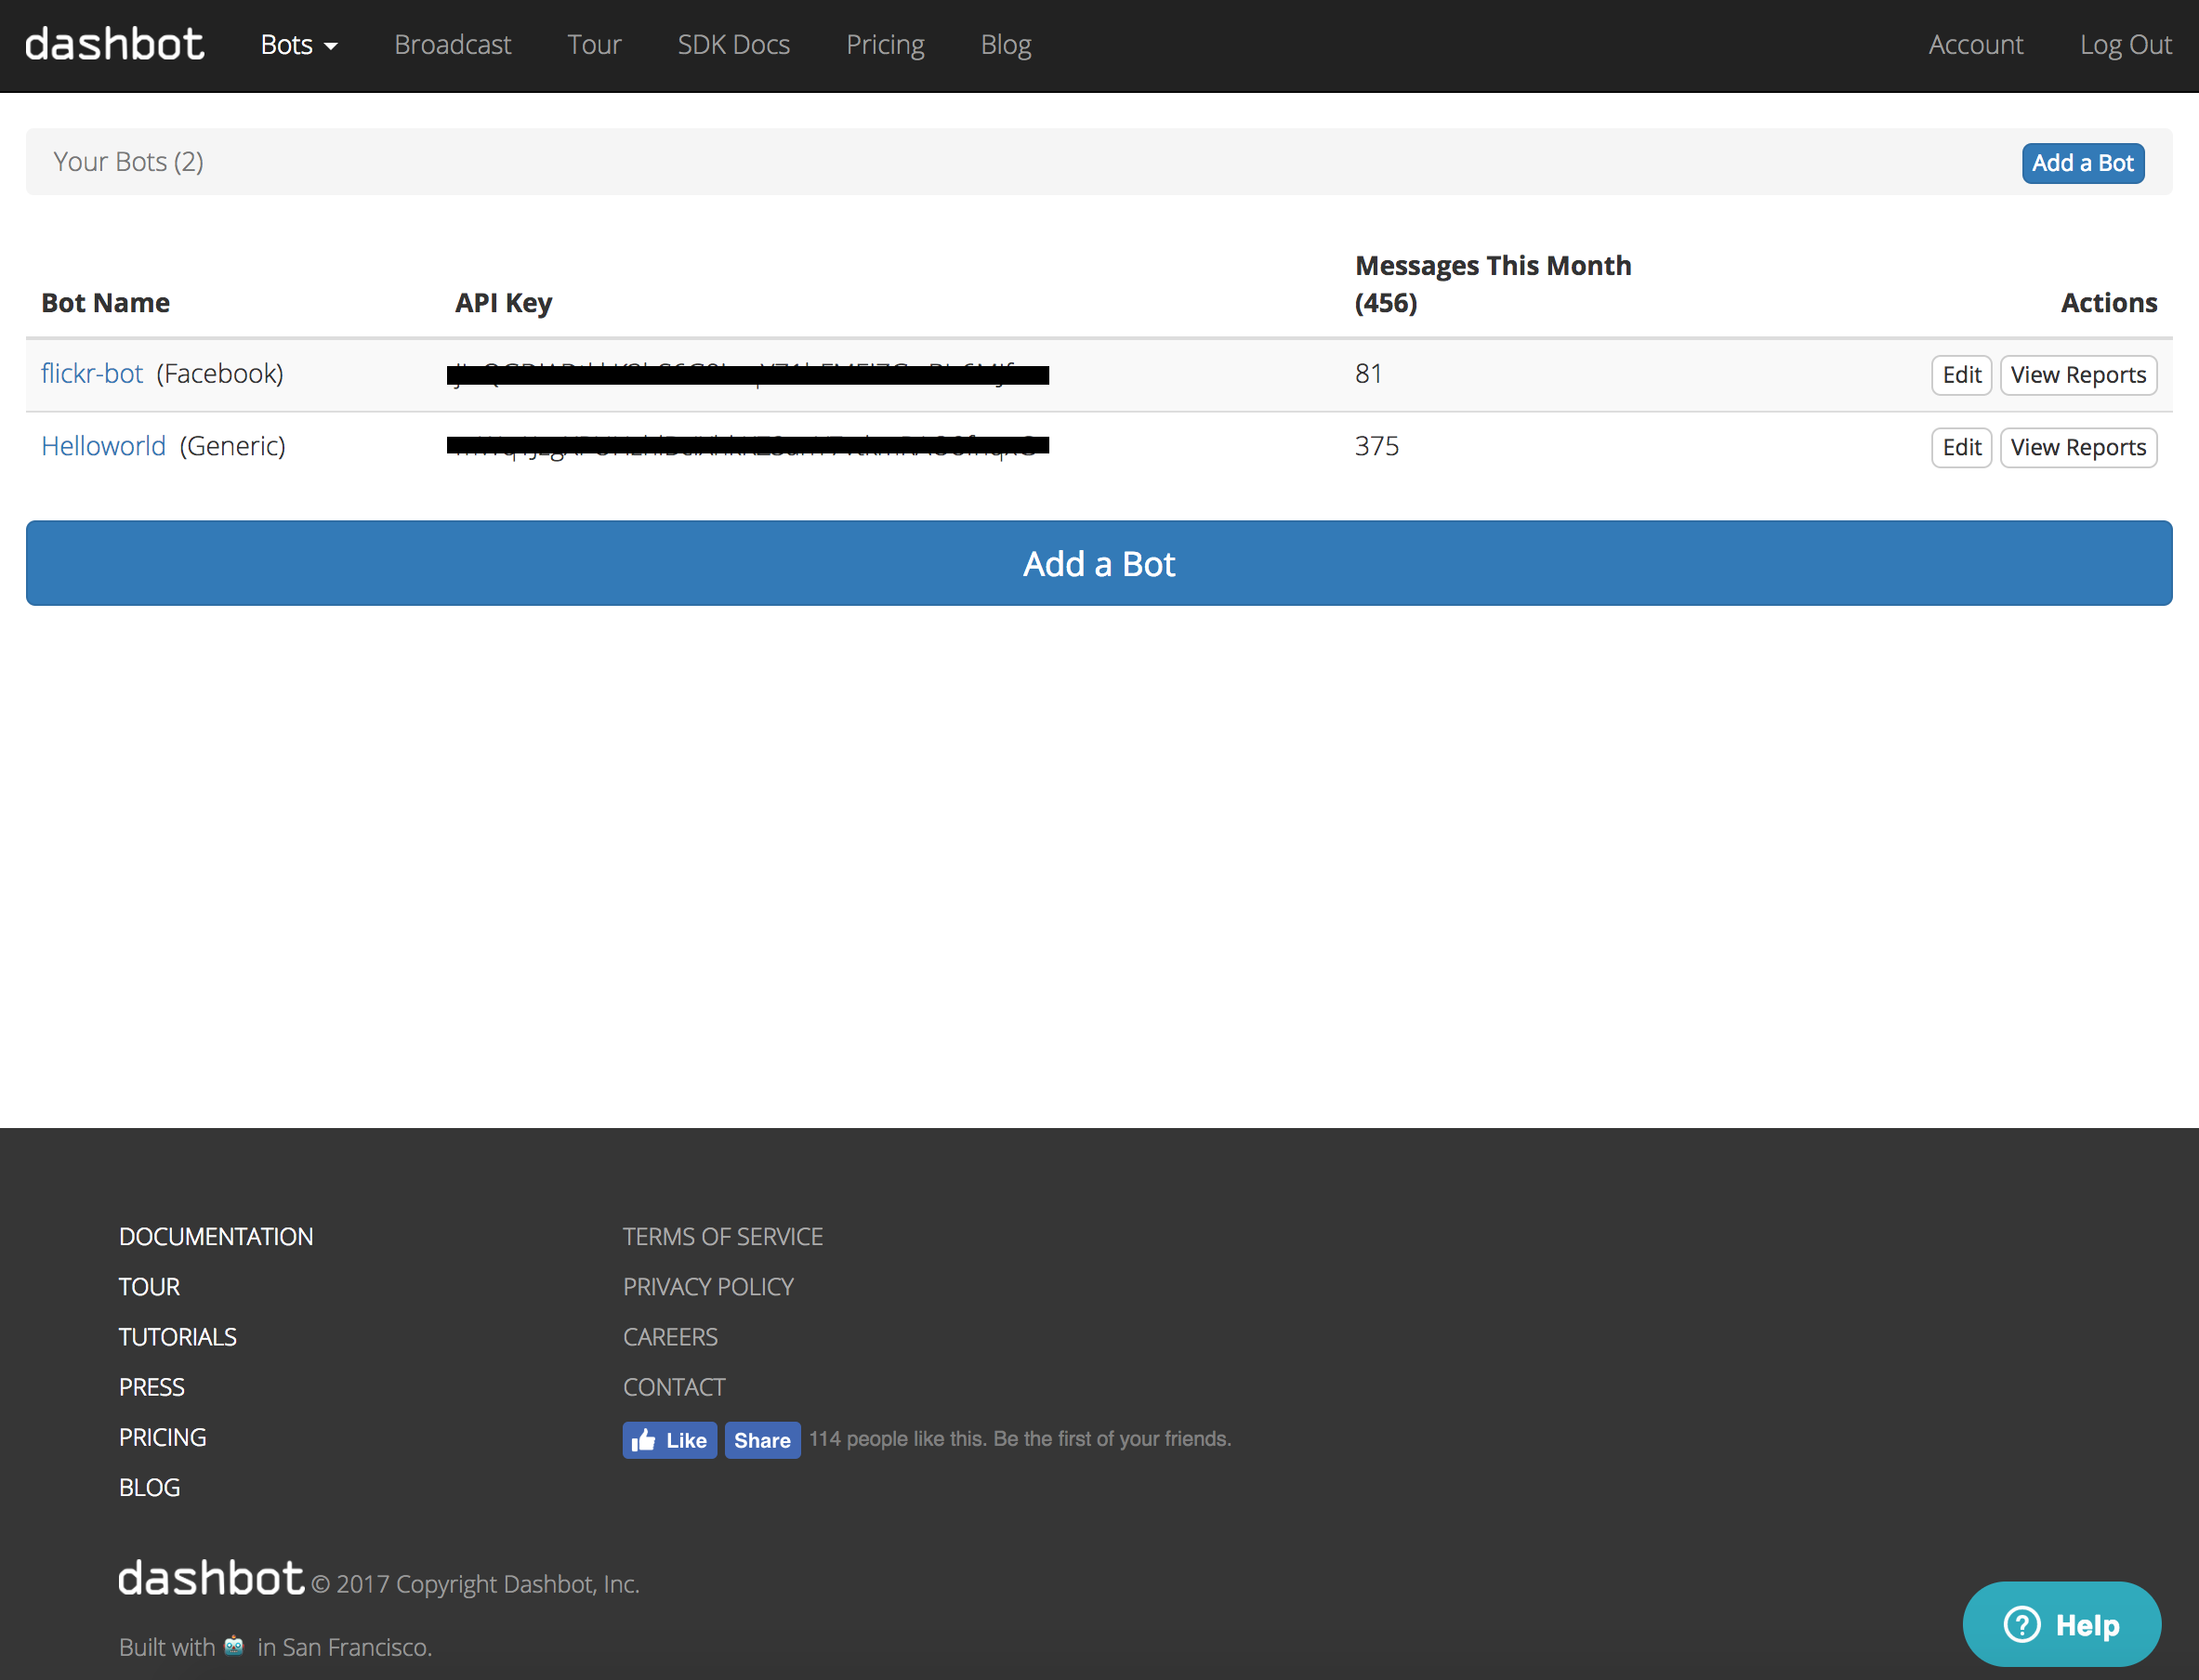 dashbot Bots Broadcast Tour SDK Docs Pricing Blog Account Log Out
Your Bots (2) Add a Bot
Messages This Month
Bot Name API Key (456) Actions
flickr-bot (Facebook) 81 Edit View Reports
Helloworld (Generic) 375 Edit View Reports
Add a Bot
DOCUMENTATION TERMS OF SERVICE
TOUR PRIVACY POLICY
TUTORIALS CAREERS
PRESS CONTACT
PRICING Like Share 114 people like this. Be the first of your friends.
BLOG
dashbot © 2017 Copyright Dashbot, Inc.
Built with in San Francisco.
? Help